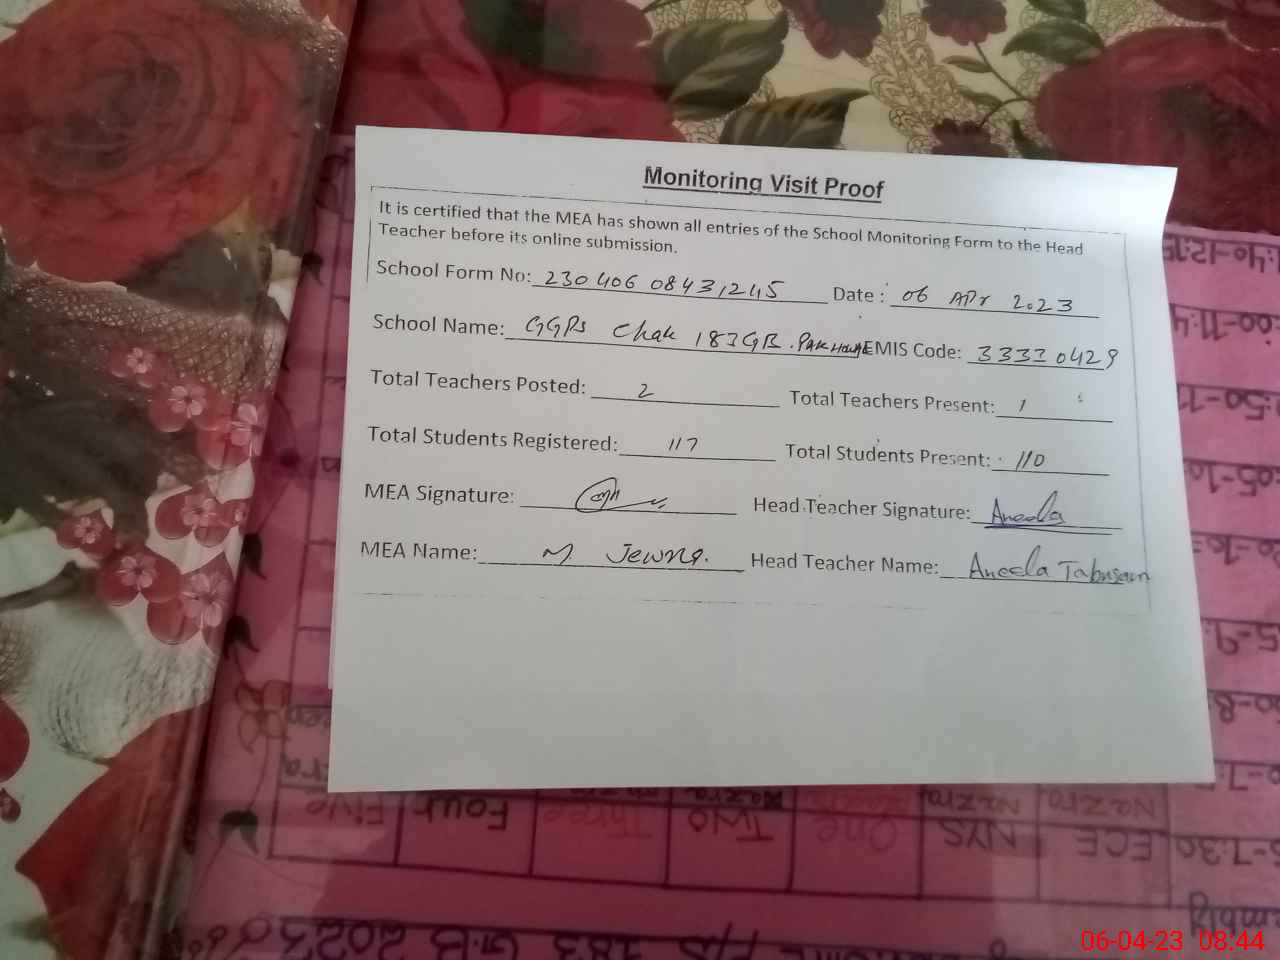 Monitoring Visit Proof
It is certified that the MEA has shown all entries of the School Monitoring Form to the Head
Teacher before its online submission.
School Form No: 230406 08431245 Date : 06 APr 2023
School Name: GGPS Chak 183GB. EMIS Code: 33330429
Total Teachers Posted: 2 Total Teachers Present: 1
Total Students Registered: 117 Total Students Present: 110
MEA Signature: Head Teacher Signature: Aneela
MEA Name: M. Head Teacher Name: Aneela Tabusam
Five Four Three Two One NYS ECE
Nazra Nazra Nazra
06-04-23 08:44